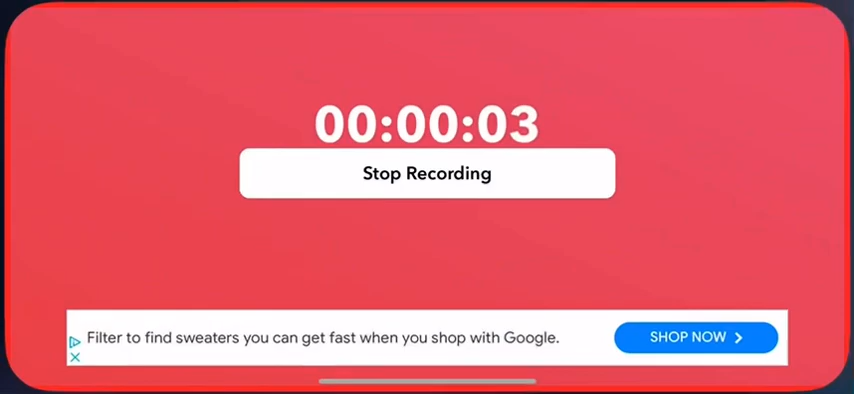 00:00:03
Stop Recording
Filter to find sweaters you can get fast when you shop with Google.
SHOP NOW